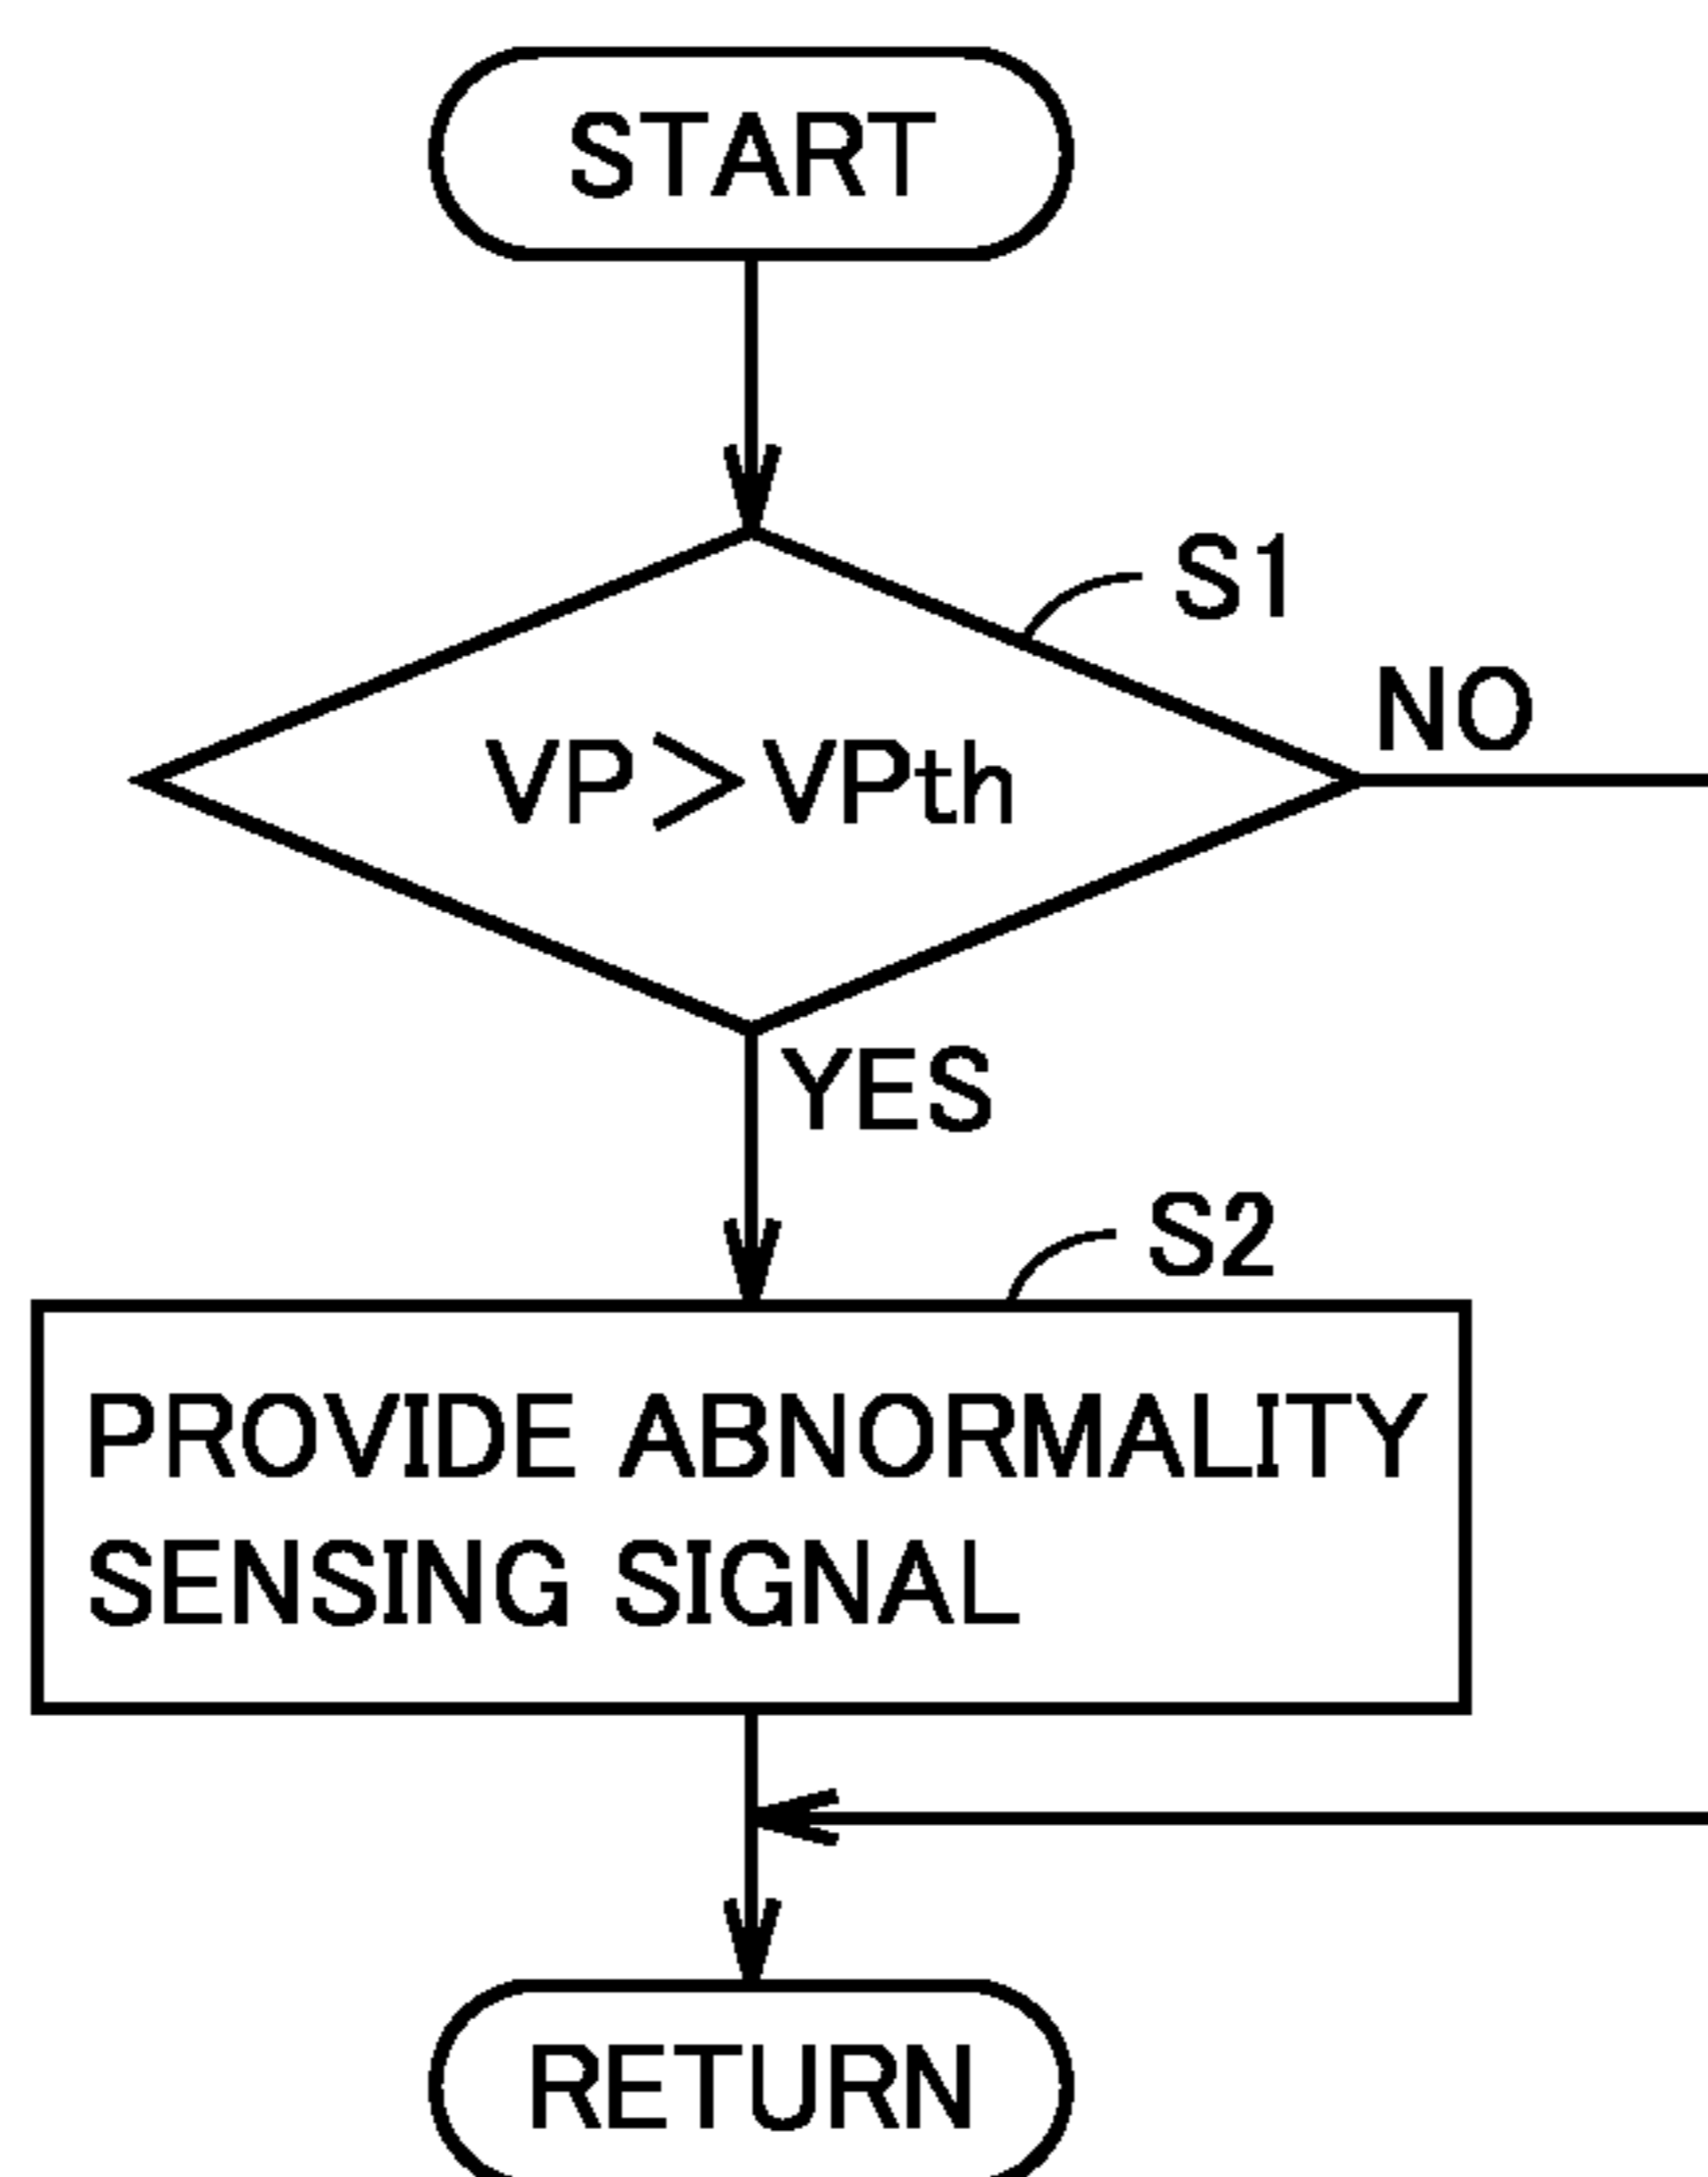 START
S1
NO
VP>VPth
YES
S2
PROVIDE ABNORMALITY
SENSING SIGNAL
RETURN